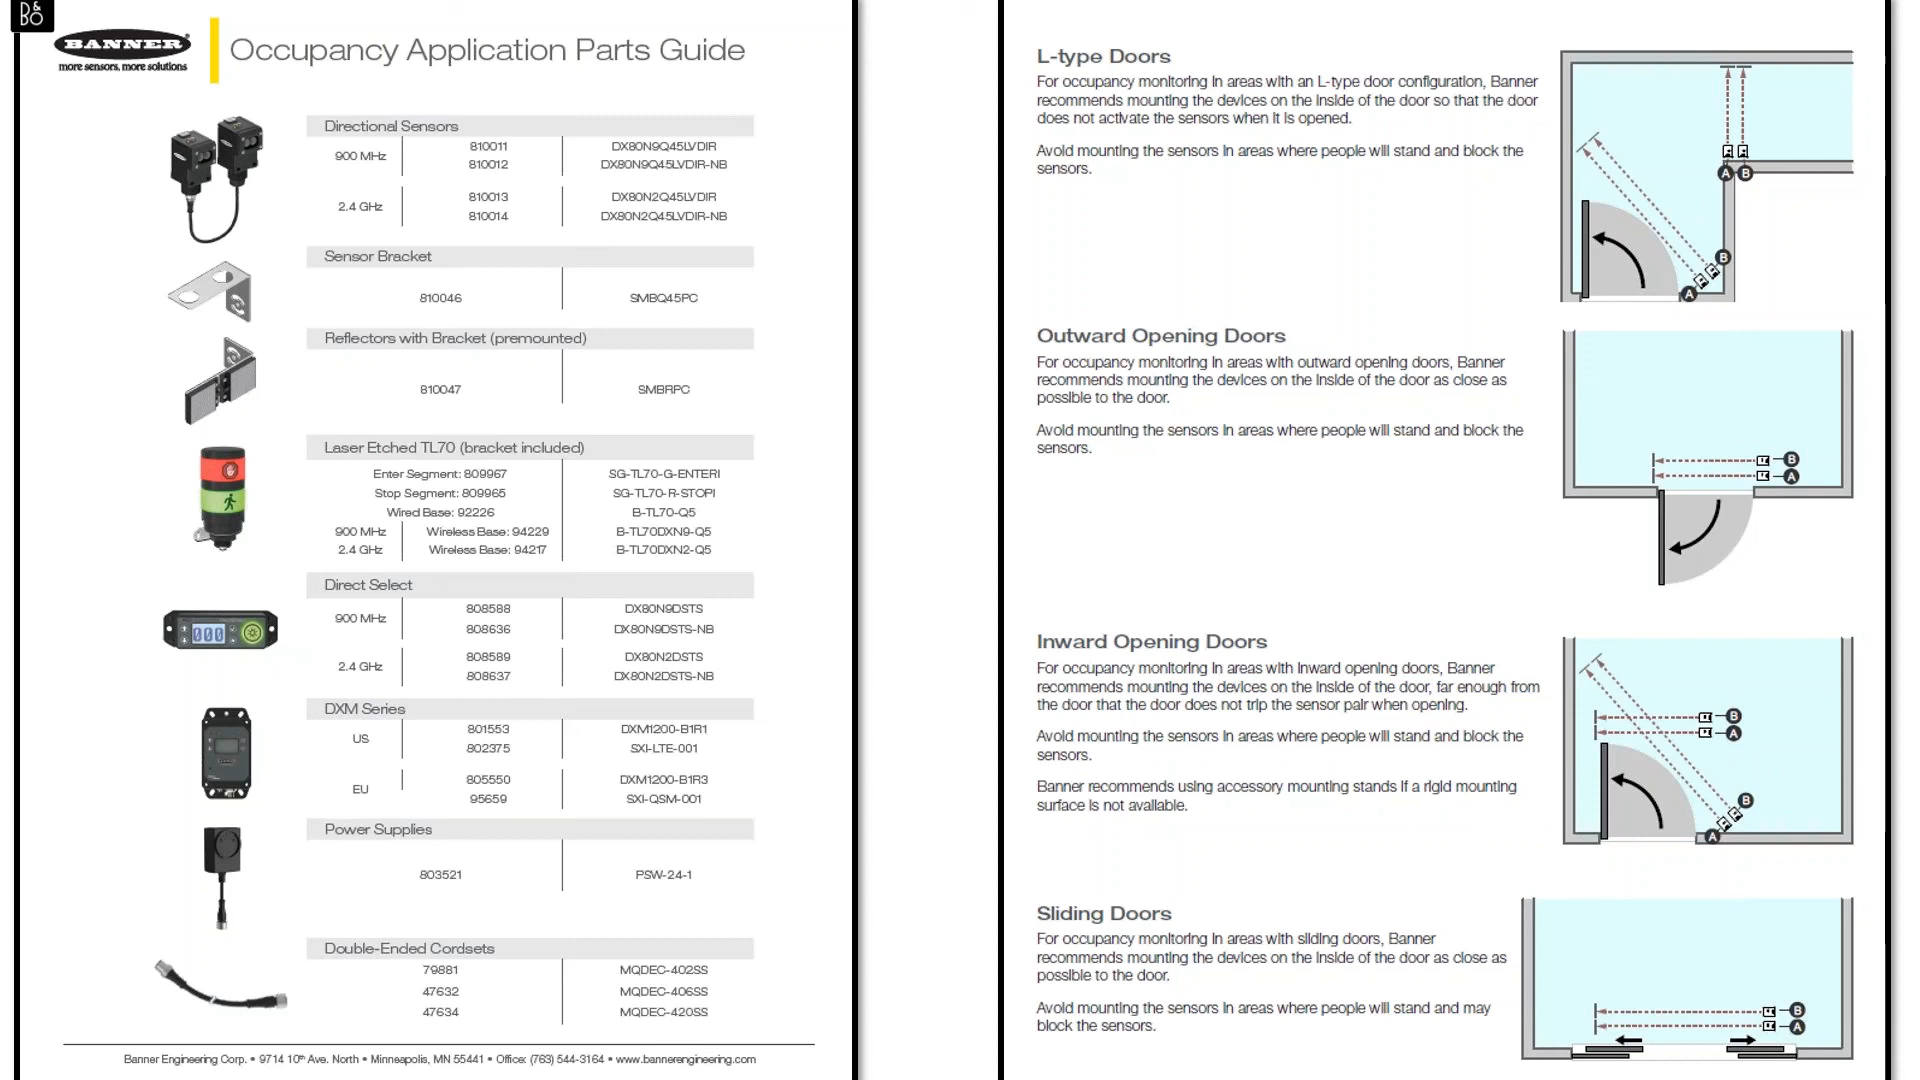 B&O
BANNER
more sensors, more solutions
Occupancy Application Parts Guide
Directional Sensors
900 MHz
810011 DX80N9Q45LVDIR
810012 DX80N9Q45LVDIR-NB
2.4 GHz
810013 DX80N2Q45LVDIR
810014 DX80N2Q45LVDIR-NB
Sensor Bracket
810046 SMBQ45PC
Reflectors with Bracket (premounted)
810047 SMBRPC
Laser Etched TL70 (bracket included)
Enter Segment: 809967 SG-TL70-G-ENTERI
Stop Segment: 809965 SG-TL70-R-STOPI
Wired Base: 92226 B-TL70-Q5
900 MHz Wireless Base: 94229 B-TL70DXN9-Q5
2.4 GHz Wireless Base: 94217 B-TL70DXN2-Q5
Direct Select
000
900 MHz
808588 DX80N9DSTS
808636 DX80N9DSTS-NB
2.4 GHz
808589 DX80N2DSTS
808637 DX80N2DSTS-NB
DXM Series
US
801553 DXM1200-B1R1
802375 SXI-LTE-001
EU
805550 DXM1200-B1R3
95659 SXI-QSM-001
Power Supplies
803521 PSW-24-1
Double-Ended Cordsets
79881 MQDEC-402SS
47632 MQDEC-406SS
47634 MQDEC-420SS
Banner Engineering Corp. • 9714 10th Ave. North • Minneapolis, MN 55441 • Office: (763) 544-3164 • www.bannerengineering.com
L-type Doors
For occupancy monitoring in areas with an L-type door configuration, Banner
recommends mounting the devices on the inside of the door so that the door
does not activate the sensors when it is opened.
Avoid mounting the sensors in areas where people will stand and block the
sensors.
A B
B
A
Outward Opening Doors
For occupancy monitoring in areas with outward opening doors, Banner
recommends mounting the devices on the inside of the door as close as
possible to the door.
Avoid mounting the sensors in areas where people will stand and block the
sensors.
B
A
Inward Opening Doors
For occupancy monitoring in areas with inward opening doors, Banner
recommends mounting the devices on the inside of the door, far enough from
the door that the door does not trip the sensor pair when opening.
Avoid mounting the sensors in areas where people will stand and block the
sensors.
Banner recommends using accessory mounting stands if a rigid mounting
surface is not available.
B
A
B
A
Sliding Doors
For occupancy monitoring in areas with sliding doors, Banner
recommends mounting the devices on the inside of the door as close as
possible to the door.
Avoid mounting the sensors in areas where people will stand and may
block the sensors.
B
A